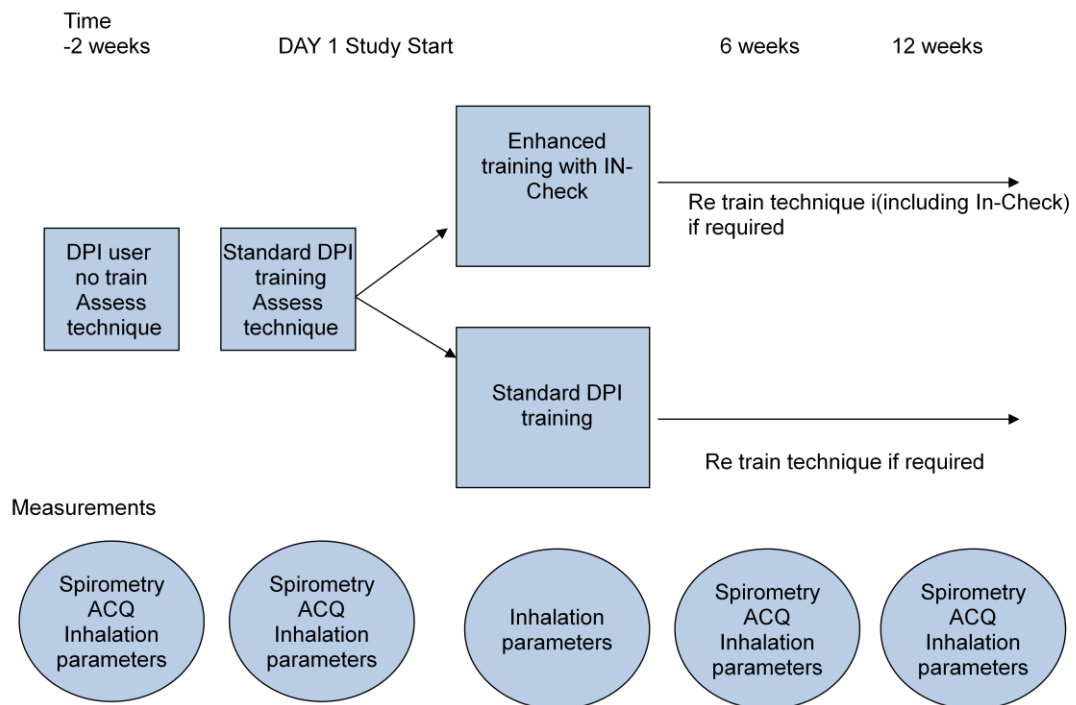 Time
-2 weeks
DAY 1 Study Start
6 weeks
12 weeks
Enhanced
training with IN-
Check
Re train technique i(including In-Check)
if required
DPI user
no train
Assess
technique
Standard DPI
training
Assess
technique
Standard DPI
training
Re train technique if required
Measurements
Spirometry
ACQ
Inhalation
parameters
Spirometry
ACQ
Inhalation
parameters
Inhalation
parameters
Spirometry
ACQ
Inhalation
parameters
Spirometry
ACQ
Inhalation
parameters